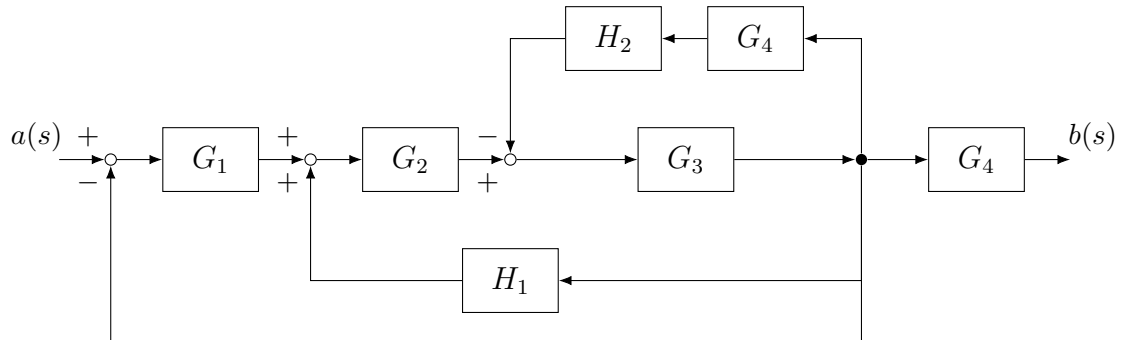 H₂ G₄
a(s) + − G₁ + + G₂ − + G₃ G₄ b(s)
H₁